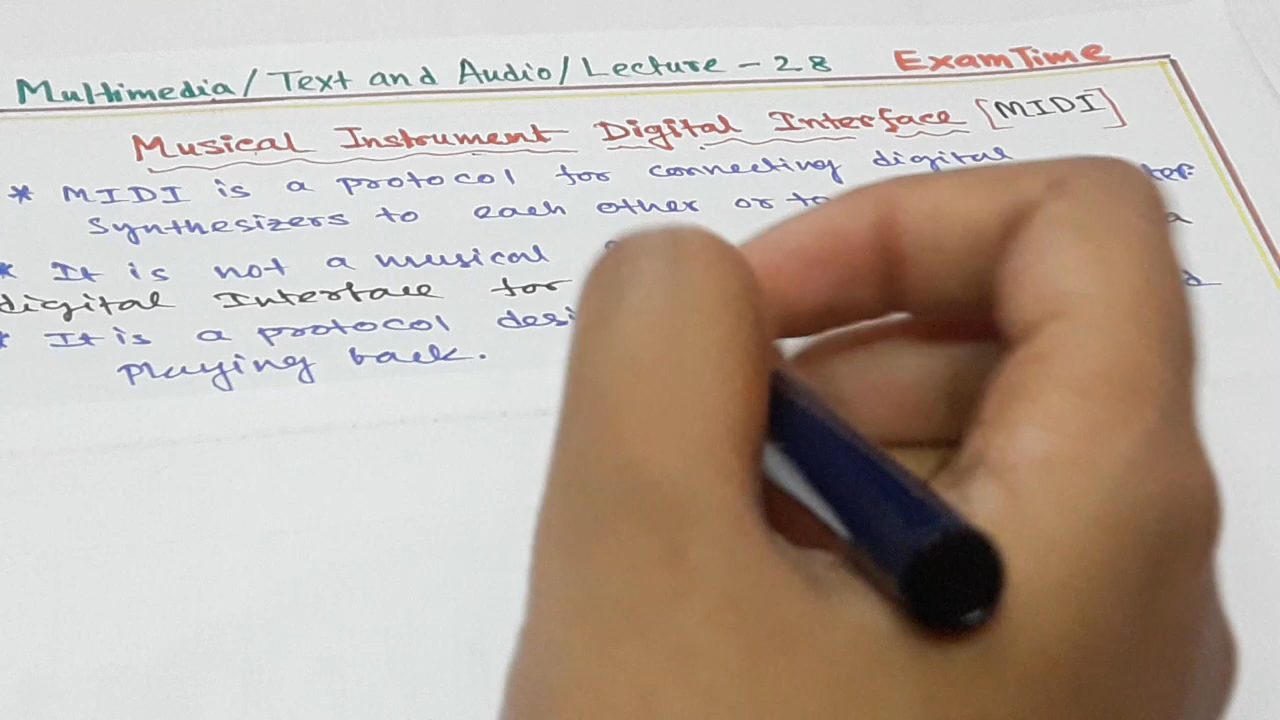 Multimedia/Text and Audio/Lecture - 28 ExamTime
Musical Instrument Digital Interface [MIDI]
* MIDI is a protocol for connecting digital
Synthesizers to each other or to a
* It is not a musical
digital Interface for
* It is a protocol
Playing back.